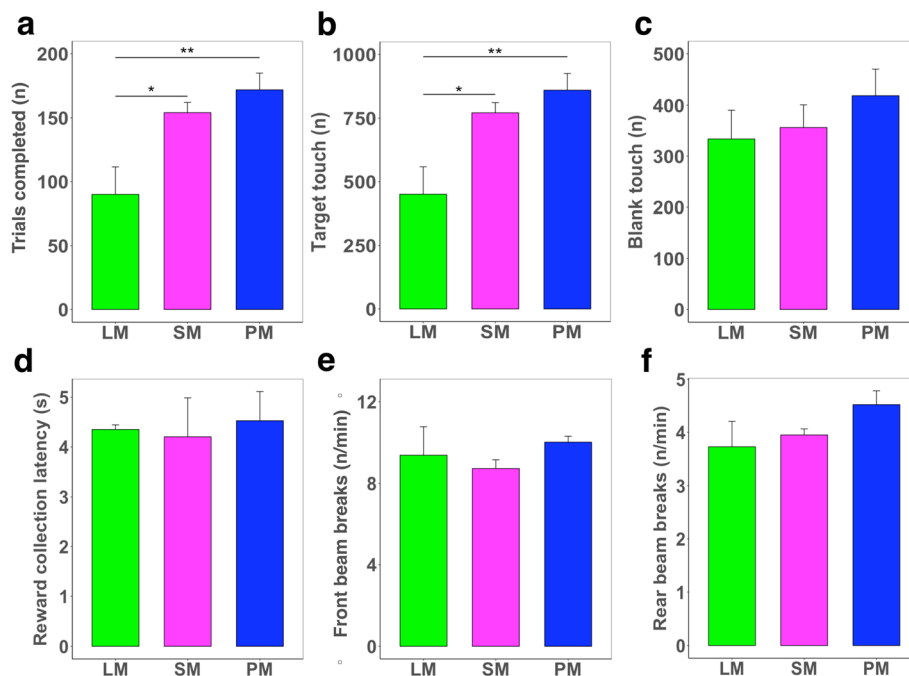 a
Trials completed (n)
200
150
100
50
0
**
*
LM SM PM
b
Target touch (n)
1000
750
500
250
0
**
*
LM SM PM
c
Blank touch (n)
500
400
300
200
100
0
LM SM PM
d
Reward collection latency (s)
5
4
3
2
1
0
LM SM PM
e
Front beam breaks (n/min)
12
8
4
0
LM SM PM
f
Rear beam breaks (n/min)
5
4
3
2
1
0
LM SM PM